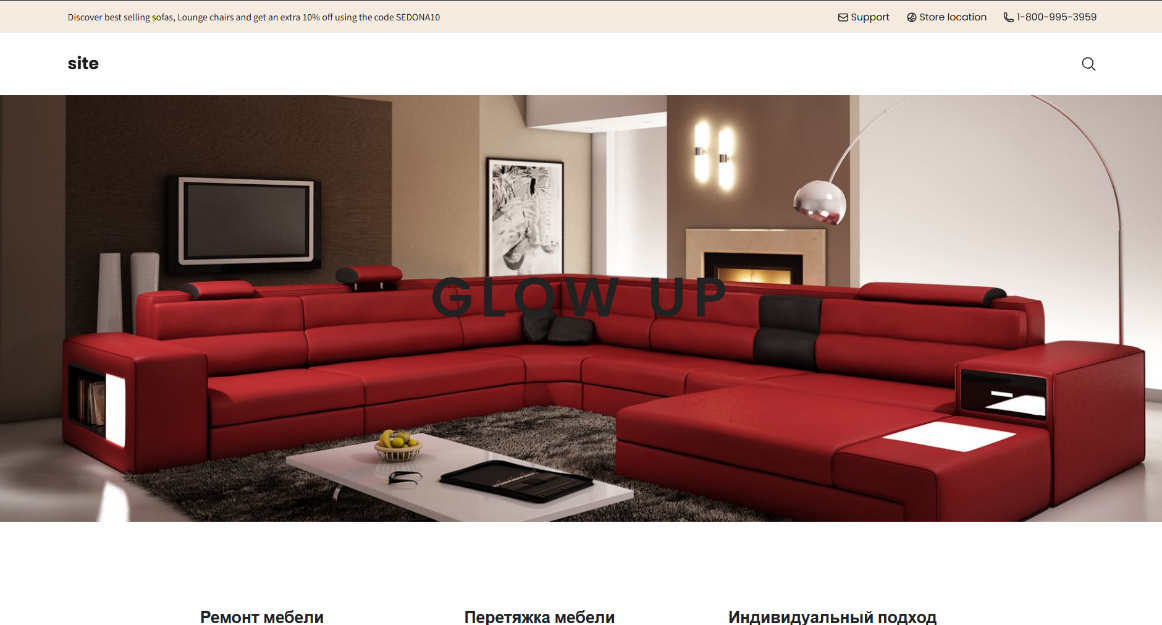 Discover best selling sofas, Lounge chairs and get an extra 10% off using the code SEDONA10
Support
Store location
1-800-995-3959
site
GLOW UP
Ремонт мебели
Перетяжка мебели
Индивидуальный подход